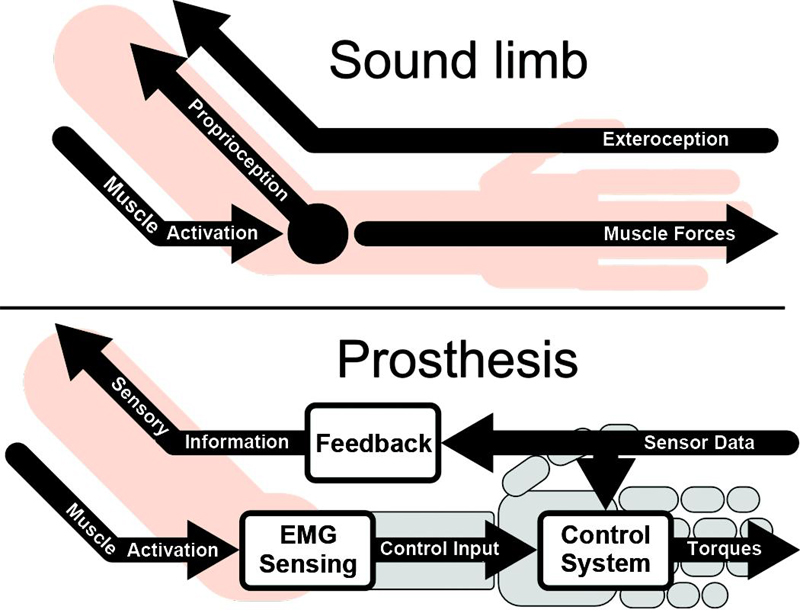 Sound limb
Proprioception
Exteroception
Muscle Activation
Muscle Forces
Prosthesis
Sensory Information
Feedback
Sensor Data
Muscle Activation
EMG
Sensing
Control Input
Control
System
Torques